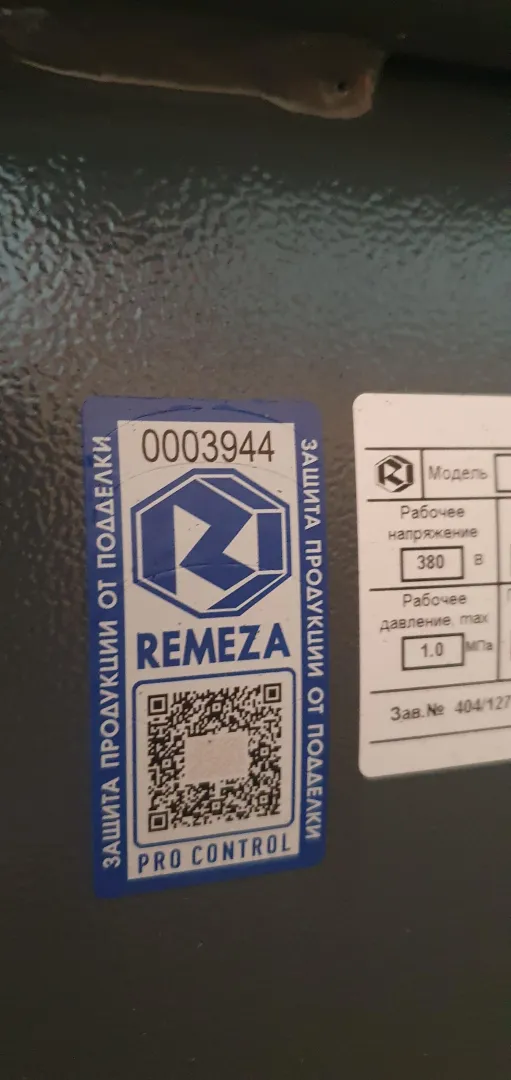 0003944
ЗАЩИТА ПРОДУКЦИИ ОТ ПОДДЕЛКИ
ЗАЩИТА ПРОДУКЦИИ ОТ ПОДДЕЛКИ
REMEZA
PRO CONTROL
Модель
Рабочее
напряжение
380 В
Рабочее
давление, max
1.0 МПа
Зав.№ 404/127